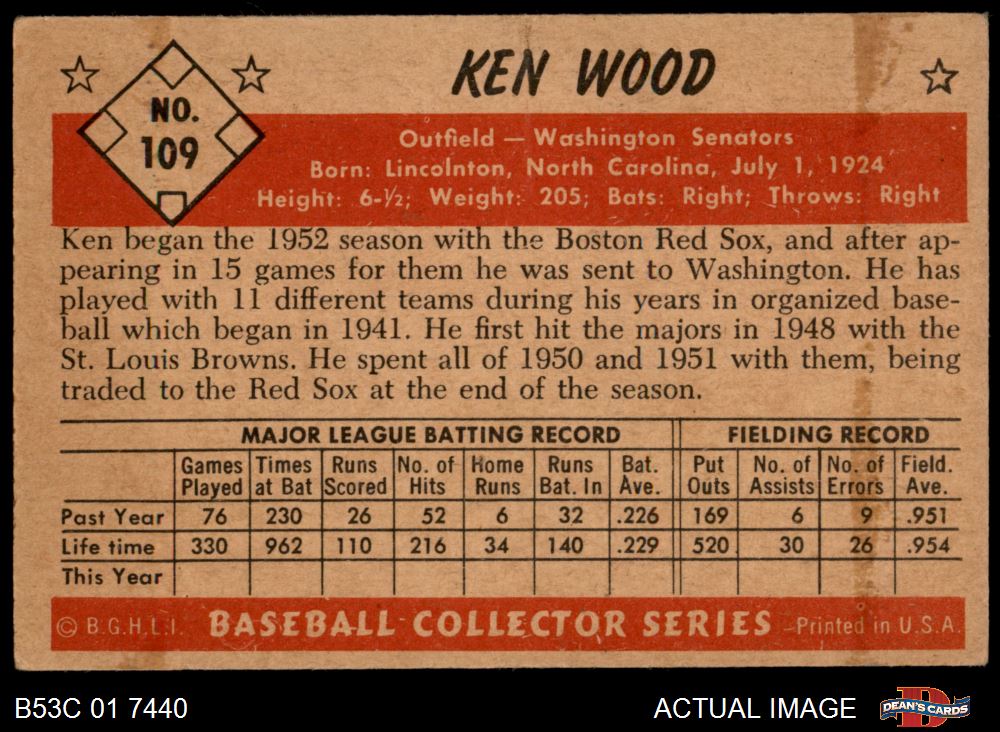 NO.
109
KEN WOOD
Outfield — Washington Senators
Born: Lincolnton, North Carolina, July 1, 1924
Height: 6-½; Weight: 205; Bats: Right; Throws: Right
Ken began the 1952 season with the Boston Red Sox, and after ap-
pearing in 15 games for them he was sent to Washington. He has
played with 11 different teams during his years in organized base-
ball which began in 1941. He first hit the majors in 1948 with the
St. Louis Browns. He spent all of 1950 and 1951 with them, being
traded to the Red Sox at the end of the season.
MAJOR LEAGUE BATTING RECORD FIELDING RECORD
Games Times Runs No. of Home Runs Bat. Put No. of No. of Field.
Played at Bat Scored Hits Runs Bat. In Ave. Outs Assists Errors Ave.
Past Year 76 230 26 52 6 32 .226 169 6 9 .951
Life time 330 962 110 216 34 140 .229 520 30 26 .954
This Year
© B.G.H.L.I. BASEBALL COLLECTOR SERIES —Printed in U.S.A.
B53C 01 7440 ACTUAL IMAGE D DEAN'S CARDS